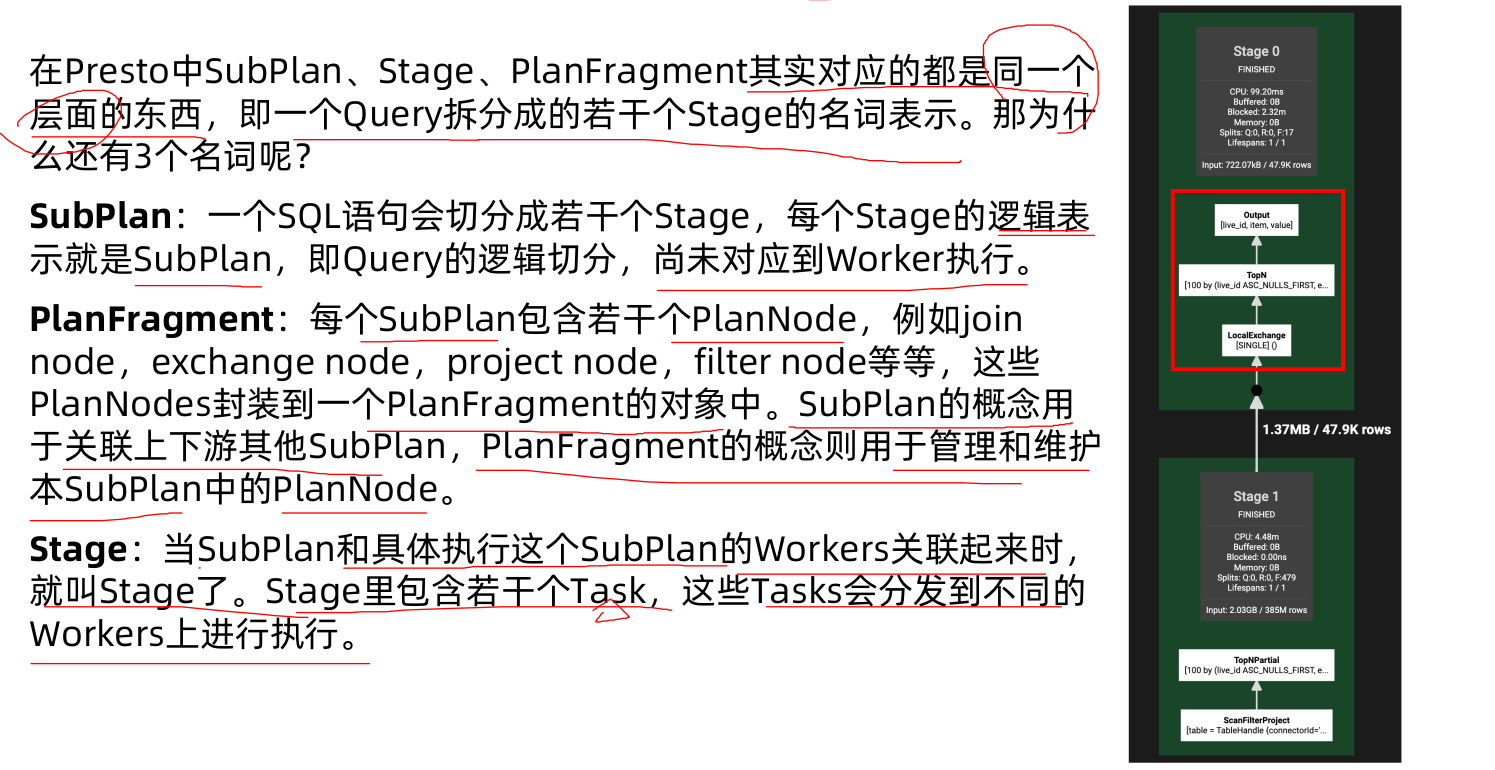 在Presto中SubPlan、Stage、PlanFragment其实对应的都是同一个
层面的东西，即一个Query拆分成的若干个Stage的名词表示。那为什
么还有3个名词呢？
SubPlan：一个SQL语句会切分成若干个Stage，每个Stage的逻辑表
示就是SubPlan，即Query的逻辑切分，尚未对应到Worker执行。
PlanFragment：每个SubPlan包含若干个PlanNode，例如join
node，exchange node，project node，filter node等等，这些
PlanNodes封装到一个PlanFragment的对象中。SubPlan的概念用
于关联上下游其他SubPlan，PlanFragment的概念则用于管理和维护
本SubPlan中的PlanNode。
Stage：当SubPlan和具体执行这个SubPlan的Workers关联起来时，
就叫Stage了。Stage里包含若干个Task，这些Tasks会分发到不同的
Workers上进行执行。
Stage 0
FINISHED
CPU: 99.20ms
Buffered: 0B
Blocked: 2.32m
Memory: 0B
Splits: Q:0, R:0, F:17
Lifespans: 1 / 1
Input: 722.07kB / 47.9K rows
Output
[live_id, item, value]
TopN
[100 by (live_id ASC_NULLS_FIRST, e...
LocalExchange
[SINGLE] ()
1.37MB / 47.9K rows
Stage 1
FINISHED
CPU: 4.48m
Buffered: 0B
Blocked: 0.00ns
Memory: 0B
Splits: Q:0, R:0, F:479
Lifespans: 1 / 1
Input: 2.03GB / 385M rows
TopNPartial
[100 by (live_id ASC_NULLS_FIRST, e...
ScanFilterProject
[table = TableHandle {connectorId='...